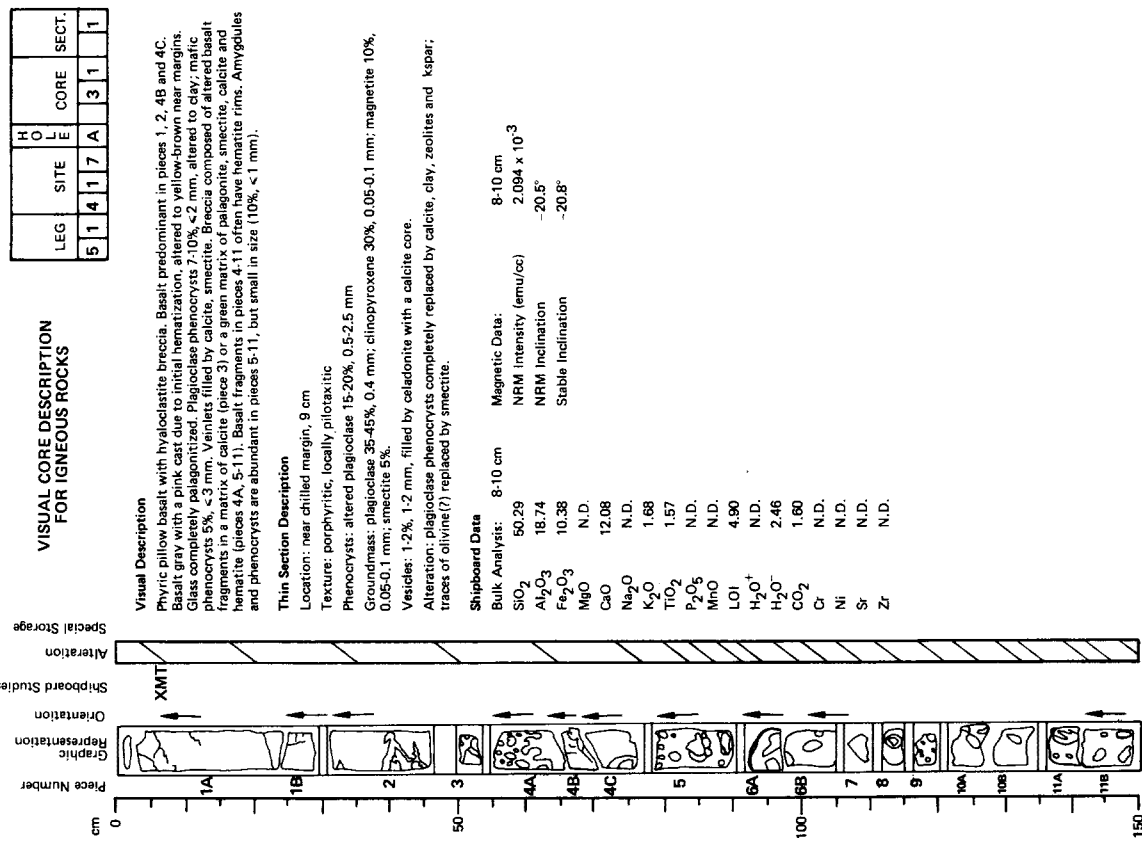 VISUAL CORE DESCRIPTION
FOR IGNEOUS ROCKS
LEG SITE HOLE CORE SECT.
5 1 4 1 7 A 3 1 1
Visual Description
Phyric pillow basalt with hyaloclastite breccia. Basalt predominant in pieces 1, 2, 4B and 4C.
Basalt gray with a pink cast due to initial hematization, altered to yellow-brown near margins.
Glass completely palagonitized. Plagioclase phenocrysts 7-10%, <2 mm, altered to clay; mafic
phenocrysts 5%, <3 mm. Veinlets filled by calcite, smectite. Breccia composed of altered basalt
fragments in a matrix of calcite (piece 3) or a green matrix of palagonite, smectite, calcite and
hematite (pieces 4A, 5-11). Basalt fragments in pieces 4-11 often have hematite rims. Amygdules
and phenocrysts are abundant in pieces 5-11, but small in size (10%, < 1 mm).
Thin Section Description
Location: near chilled margin, 9 cm
Texture: porphyritic, locally pilotaxitic
Phenocrysts: altered plagioclase 15-20%, 0.5-2.5 mm
Groundmass: plagioclase 35-45%, 0.4 mm; clinopyroxene 30%, 0.05-0.1 mm; magnetite 10%,
0.05-0.1 mm; smectite 5%.
Vesicles: 1-2%, 1-2 mm, filled by celadonite with a calcite core.
Alteration: plagioclase phenocrysts completely replaced by calcite, clay, zeolites and kspar;
traces of olivine(?) replaced by smectite.
Shipboard Data
Bulk Analysis: 8-10 cm Magnetic Data: 8-10 cm
SiO2 50.29 NRM Intensity (emu/cc) 2.094 x 10-3
Al2O3 18.74 NRM Inclination -20.5°
Fe2O3 10.38 Stable Inclination -20.8°
MgO N.D.
CaO 12.08
Na2O N.D.
K2O 1.68
TiO2 1.57
P2O5 N.D.
MnO N.D.
LOI 4.90
H2O+ N.D.
H2O- 2.46
CO2 1.60
Cr N.D.
Ni N.D.
Sr N.D.
Zr N.D.
cm
Piece Number
Graphic Representation
Orientation
Shipboard Studies
Alteration
Special Storage
0
1A
XMT
1B
2
3
50
4A
4B
4C
5
6A
6B
100
7
8
9
10A
10B
11A
11B
150